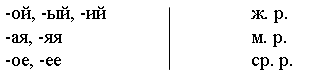 -ой, -ый, -ий ж. р.
-ая, -яя м. р.
-ое, -ее ср. р.